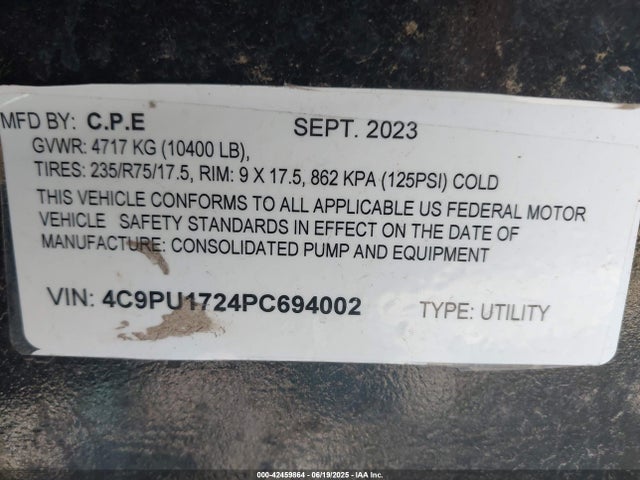 MFD BY: C.P.E SEPT. 2023
GVWR: 4717 KG (10400 LB),
TIRES: 235/R75/17.5, RIM: 9 X 17.5, 862 KPA (125PSI) COLD
THIS VEHICLE CONFORMS TO ALL APPLICABLE US FEDERAL MOTOR
VEHICLE SAFETY STANDARDS IN EFFECT ON THE DATE OF
MANUFACTURE: CONSOLIDATED PUMP AND EQUIPMENT
VIN: 4C9PU1724PC694002 TYPE: UTILITY
000-42459864 | 06/19/2025 - IAA Inc.